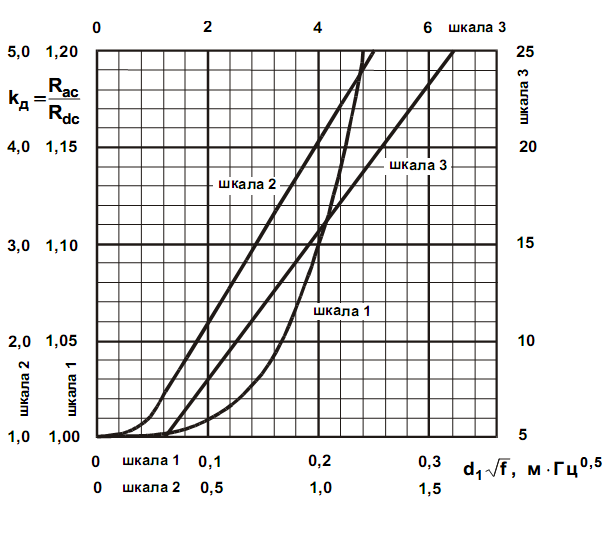 0 2 4 6 шкала 3
5,0 1,20 25
kд = Rac / Rdc
шкала 3
4,0 1,15 20
шкала 3
шкала 2
3,0 1,10 15
шкала 1
2,0 1,05 10
шкала 2 шкала 1
1,0 1,00 5
0 шкала 1 0,1 0,2 0,3 d₁√f, м·Гц⁰,⁵
0 шкала 2 0,5 1,0 1,5